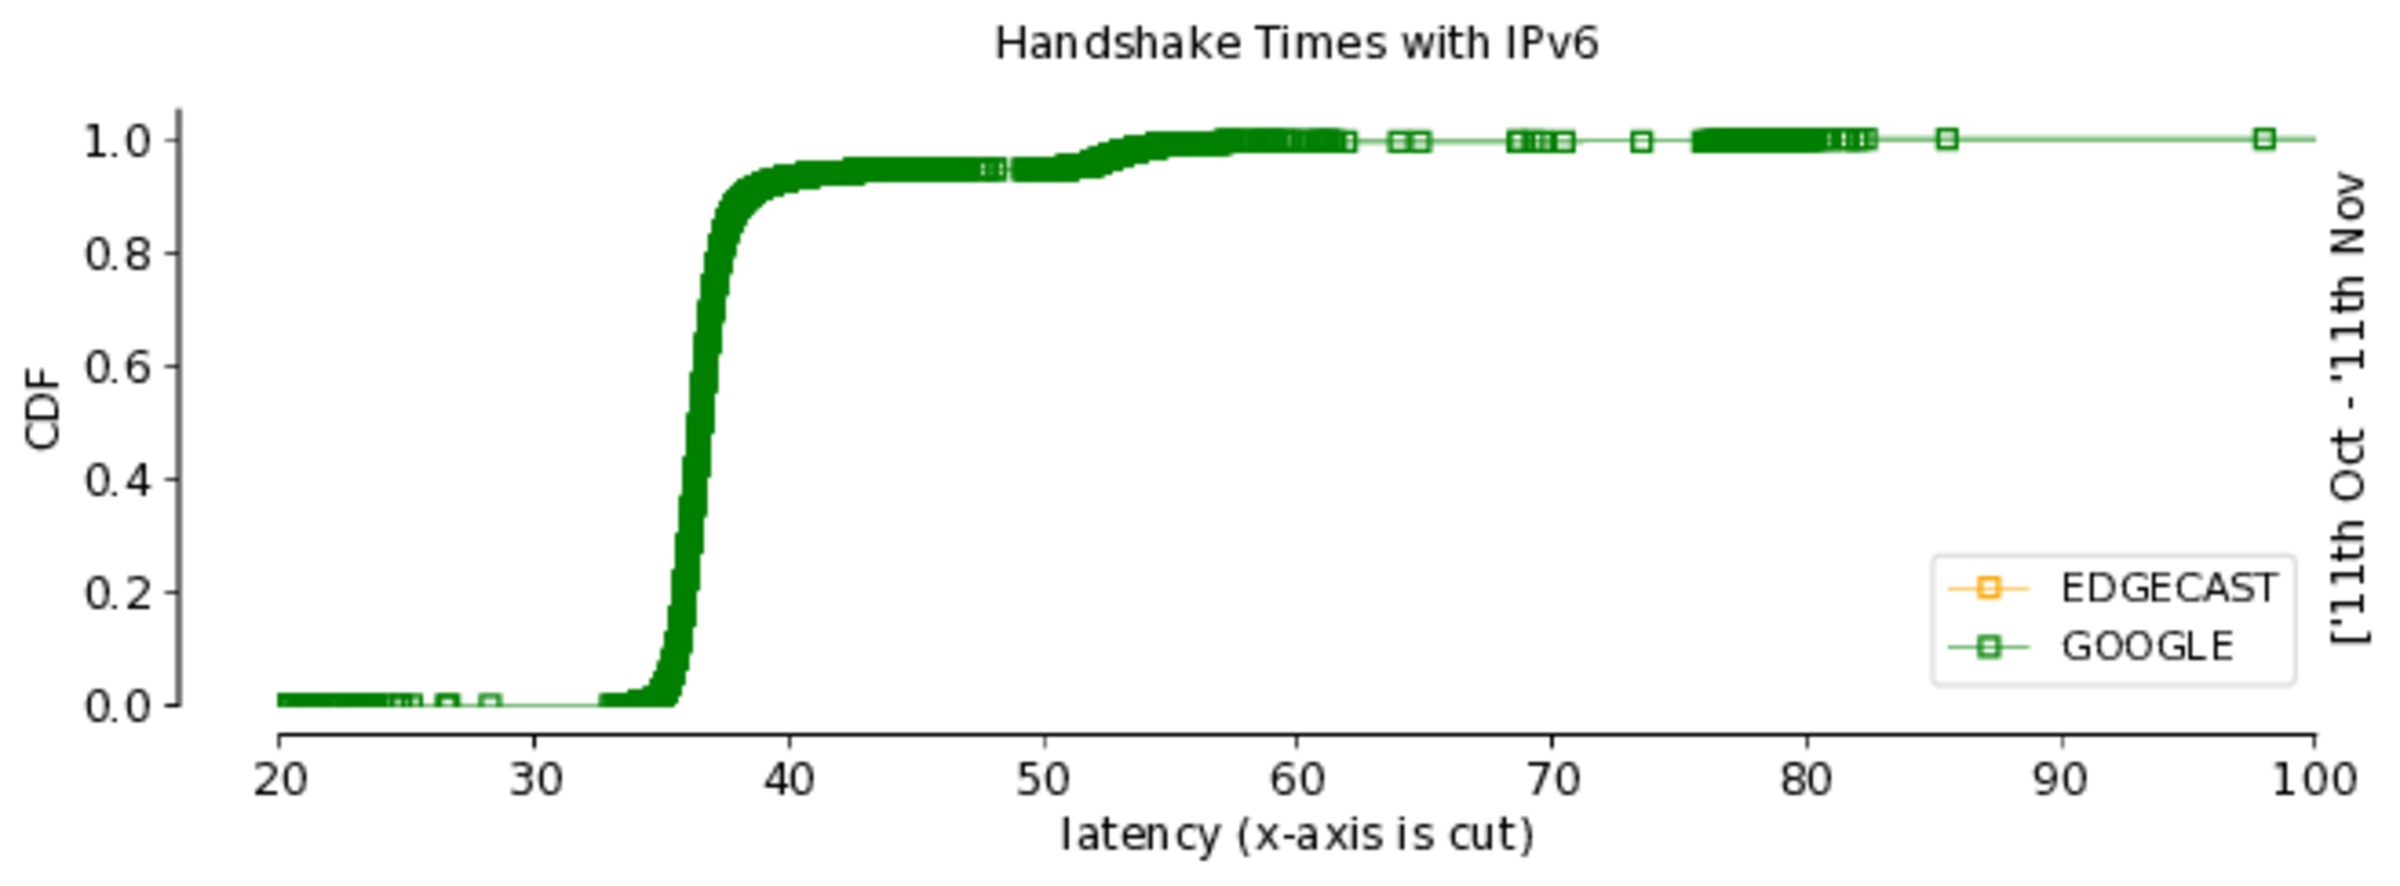 Handshake Times with IPv6
1.0
0.8
0.6
0.4
0.2
0.0
CDF
20 30 40 50 60 70 80 90 100
latency (x-axis is cut)
EDGECAST
GOOGLE
['11th Oct - '11th Nov